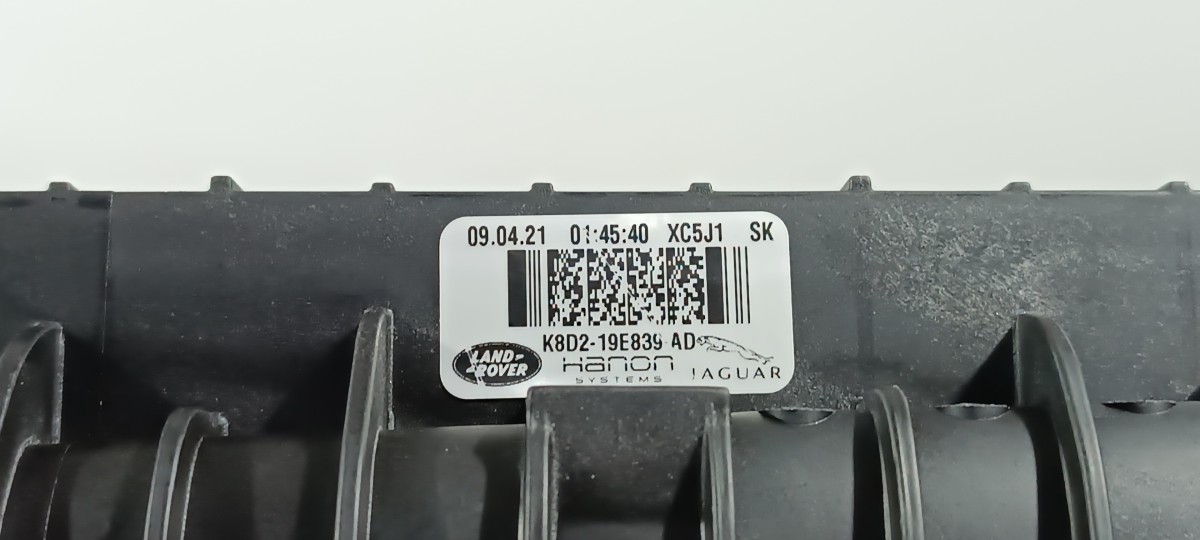 09.04.21 01:45:40 XC5J1 SK
K8D2-19E839 AD
LAND-
ROVER
Hanon
SYSTEMS
JAGUAR